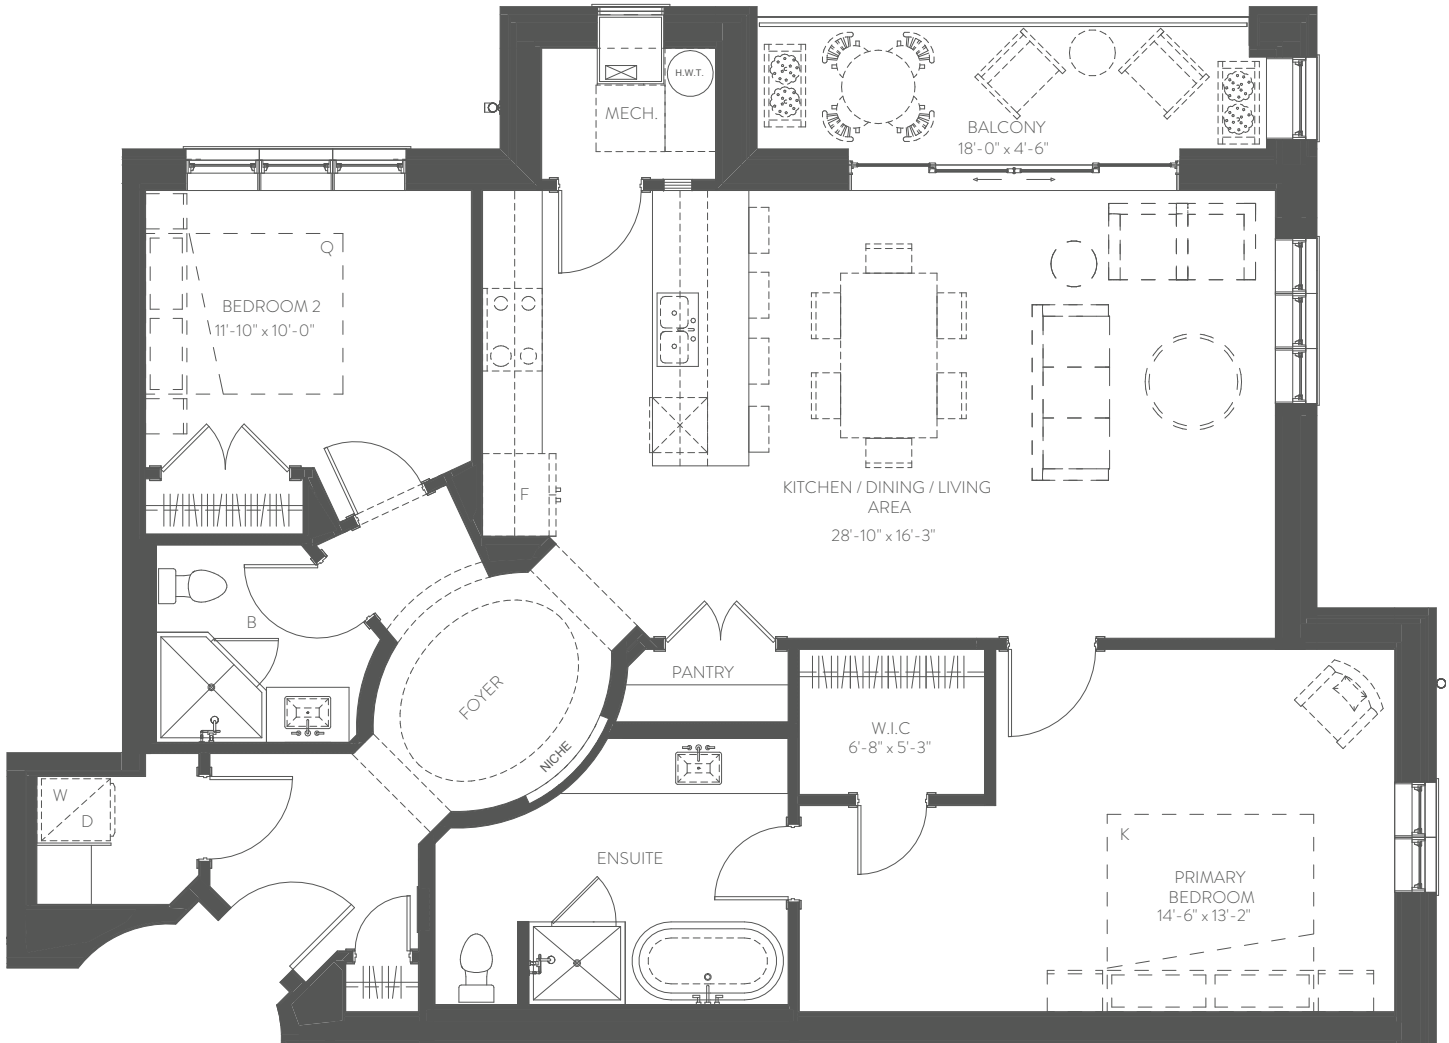 H.W.T.
MECH.
BALCONY
18'-0" x 4'-6"
Q
BEDROOM 2
11'-10" x 10'-0"
F
KITCHEN / DINING / LIVING
AREA
28'-10" x 16'-3"
B
FOYER
NICHE
PANTRY
W.I.C
6'-8" x 5'-3"
W
D
ENSUITE
K
PRIMARY
BEDROOM
14'-6" x 13'-2"